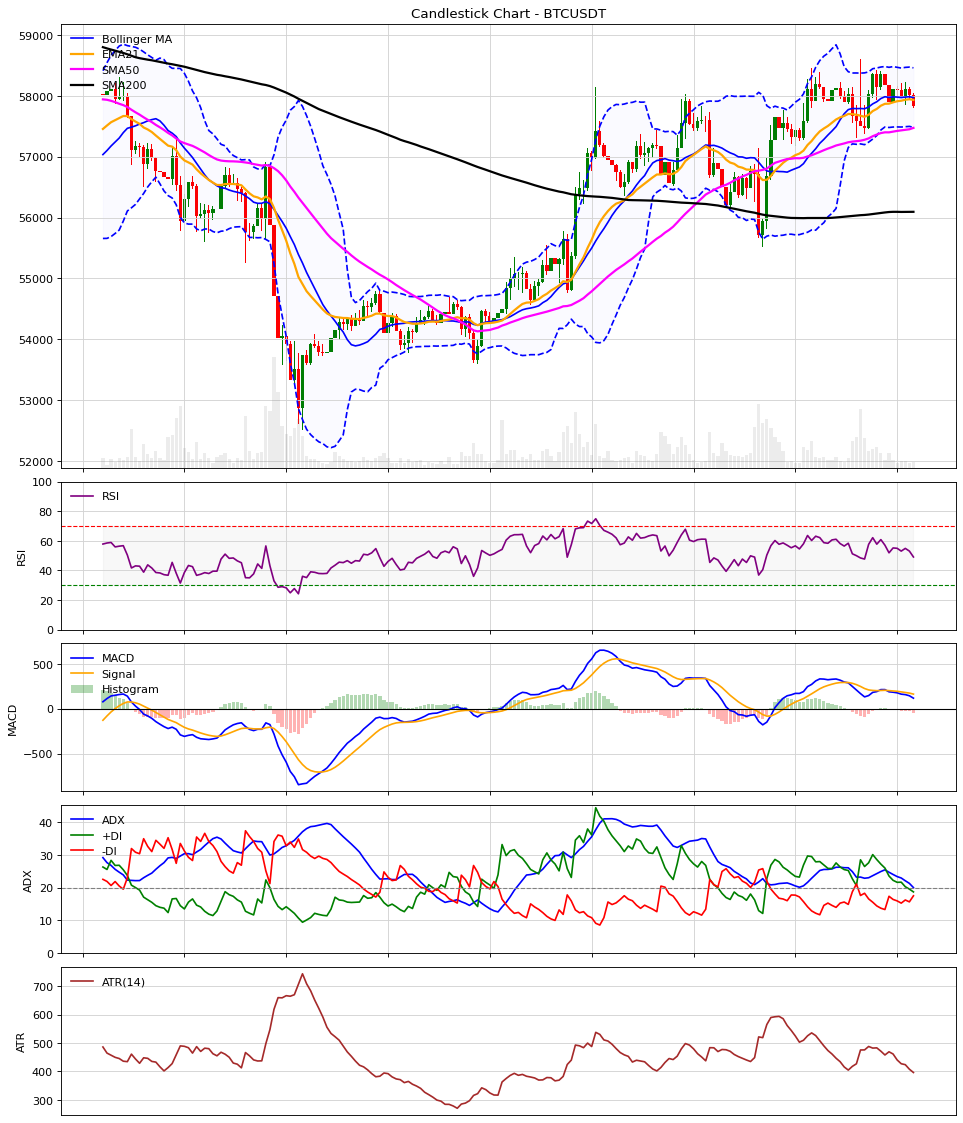 Candlestick Chart - BTCUSDT
59000
58000
57000
56000
55000
54000
53000
52000
Bollinger MA
EMA21
SMA50
SMA200
100
80
60
40
20
0
RSI
RSI
500
0
−500
MACD
MACD
Signal
Histogram
40
30
20
10
0
ADX
ADX
+DI
-DI
700
600
500
400
300
ATR
ATR(14)